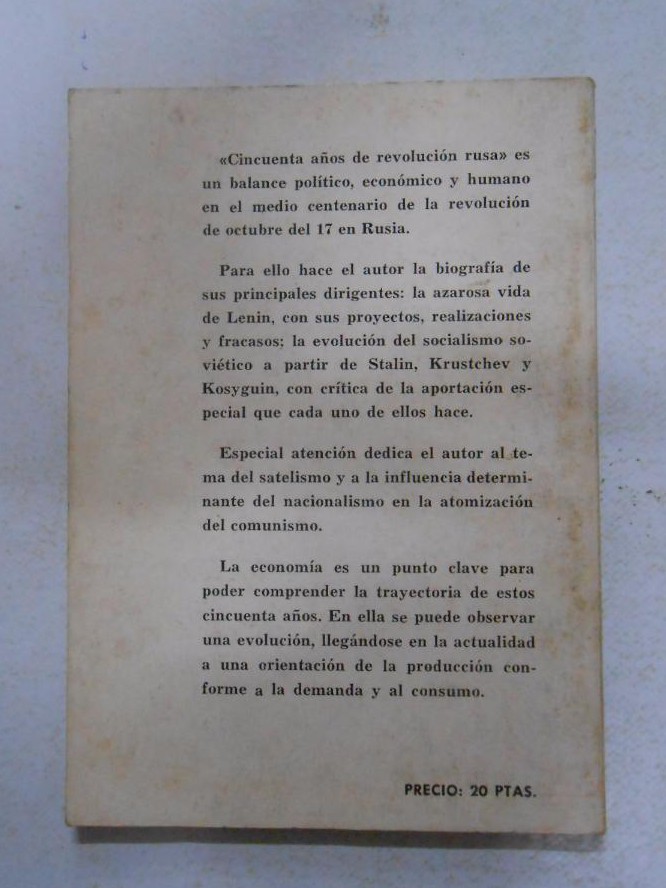 «Cincuenta años de revolución rusa» es
un balance político, económico y humano
en el medio centenario de la revolución
de octubre del 17 en Rusia.
Para ello hace el autor la biografía de
sus principales dirigentes: la azarosa vida
de Lenin, con sus proyectos, realizaciones
y fracasos; la evolución del socialismo so-
viético a partir de Stalin, Krustchev y
Kosyguin, con crítica de la aportación es-
pecial que cada uno de ellos hace.
Especial atención dedica el autor al te-
ma del satelismo y a la influencia determi-
nante del nacionalismo en la atomización
del comunismo.
La economía es un punto clave para
poder comprender la trayectoria de estos
cincuenta años. En ella se puede observar
una evolución, llegándose en la actualidad
a una orientación de la producción con-
forme a la demanda y al consumo.
PRECIO: 20 PTAS.